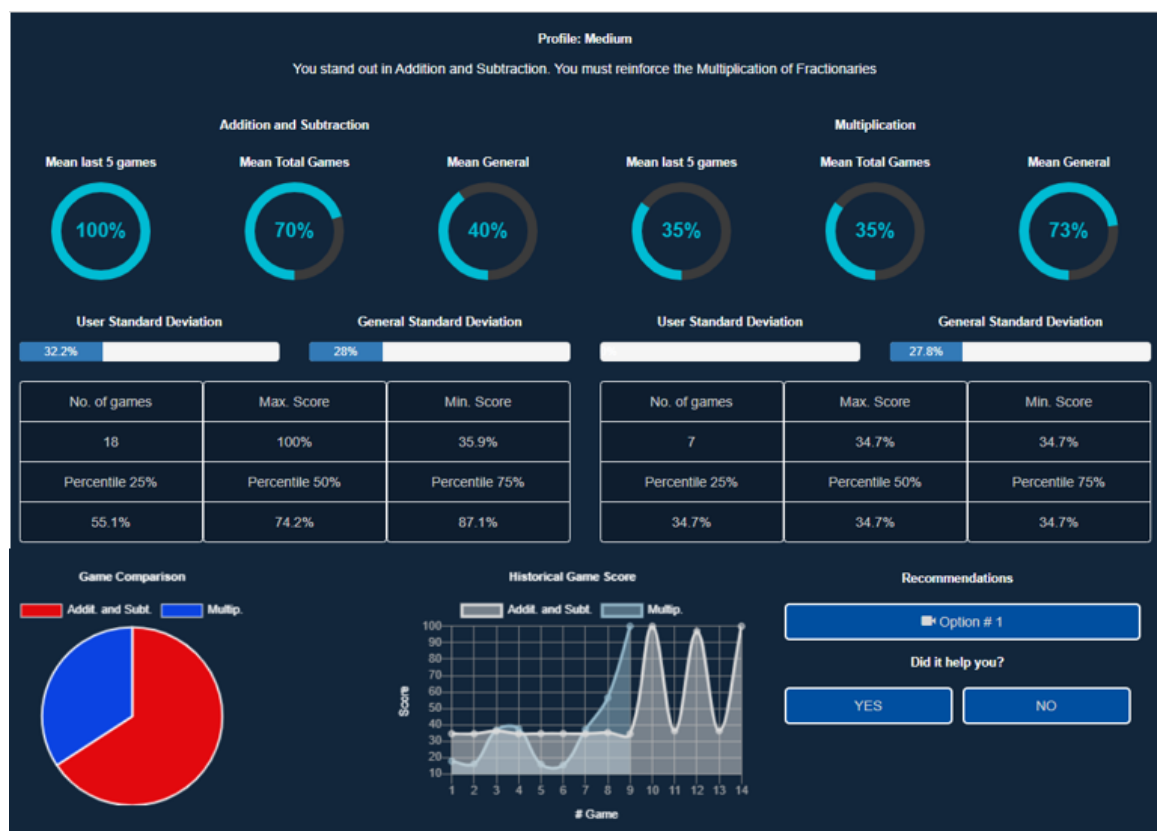 Profile: Medium
You stand out in Addition and Subtraction. You must reinforce the Multiplication of Fractionaries
Addition and Subtraction
Mean last 5 games Mean Total Games Mean General
100% 70% 40%
User Standard Deviation General Standard Deviation
32.2% 28%
No. of games Max. Score Min. Score
18 100% 35.9%
Percentile 25% Percentile 50% Percentile 75%
55.1% 74.2% 87.1%
Multiplication
Mean last 5 games Mean Total Games Mean General
35% 35% 73%
User Standard Deviation General Standard Deviation
27.8%
No. of games Max. Score Min. Score
7 34.7% 34.7%
Percentile 25% Percentile 50% Percentile 75%
34.7% 34.7% 34.7%
Game Comparison
Addit. and Subt. Multip.
Historical Game Score
Addit. and Subt. Multip.
100
90
80
70
60
50
40
30
20
10
Score
1 2 3 4 5 6 7 8 9 10 11 12 13 14
# Game
Recommendations
Option # 1
Did it help you?
YES NO